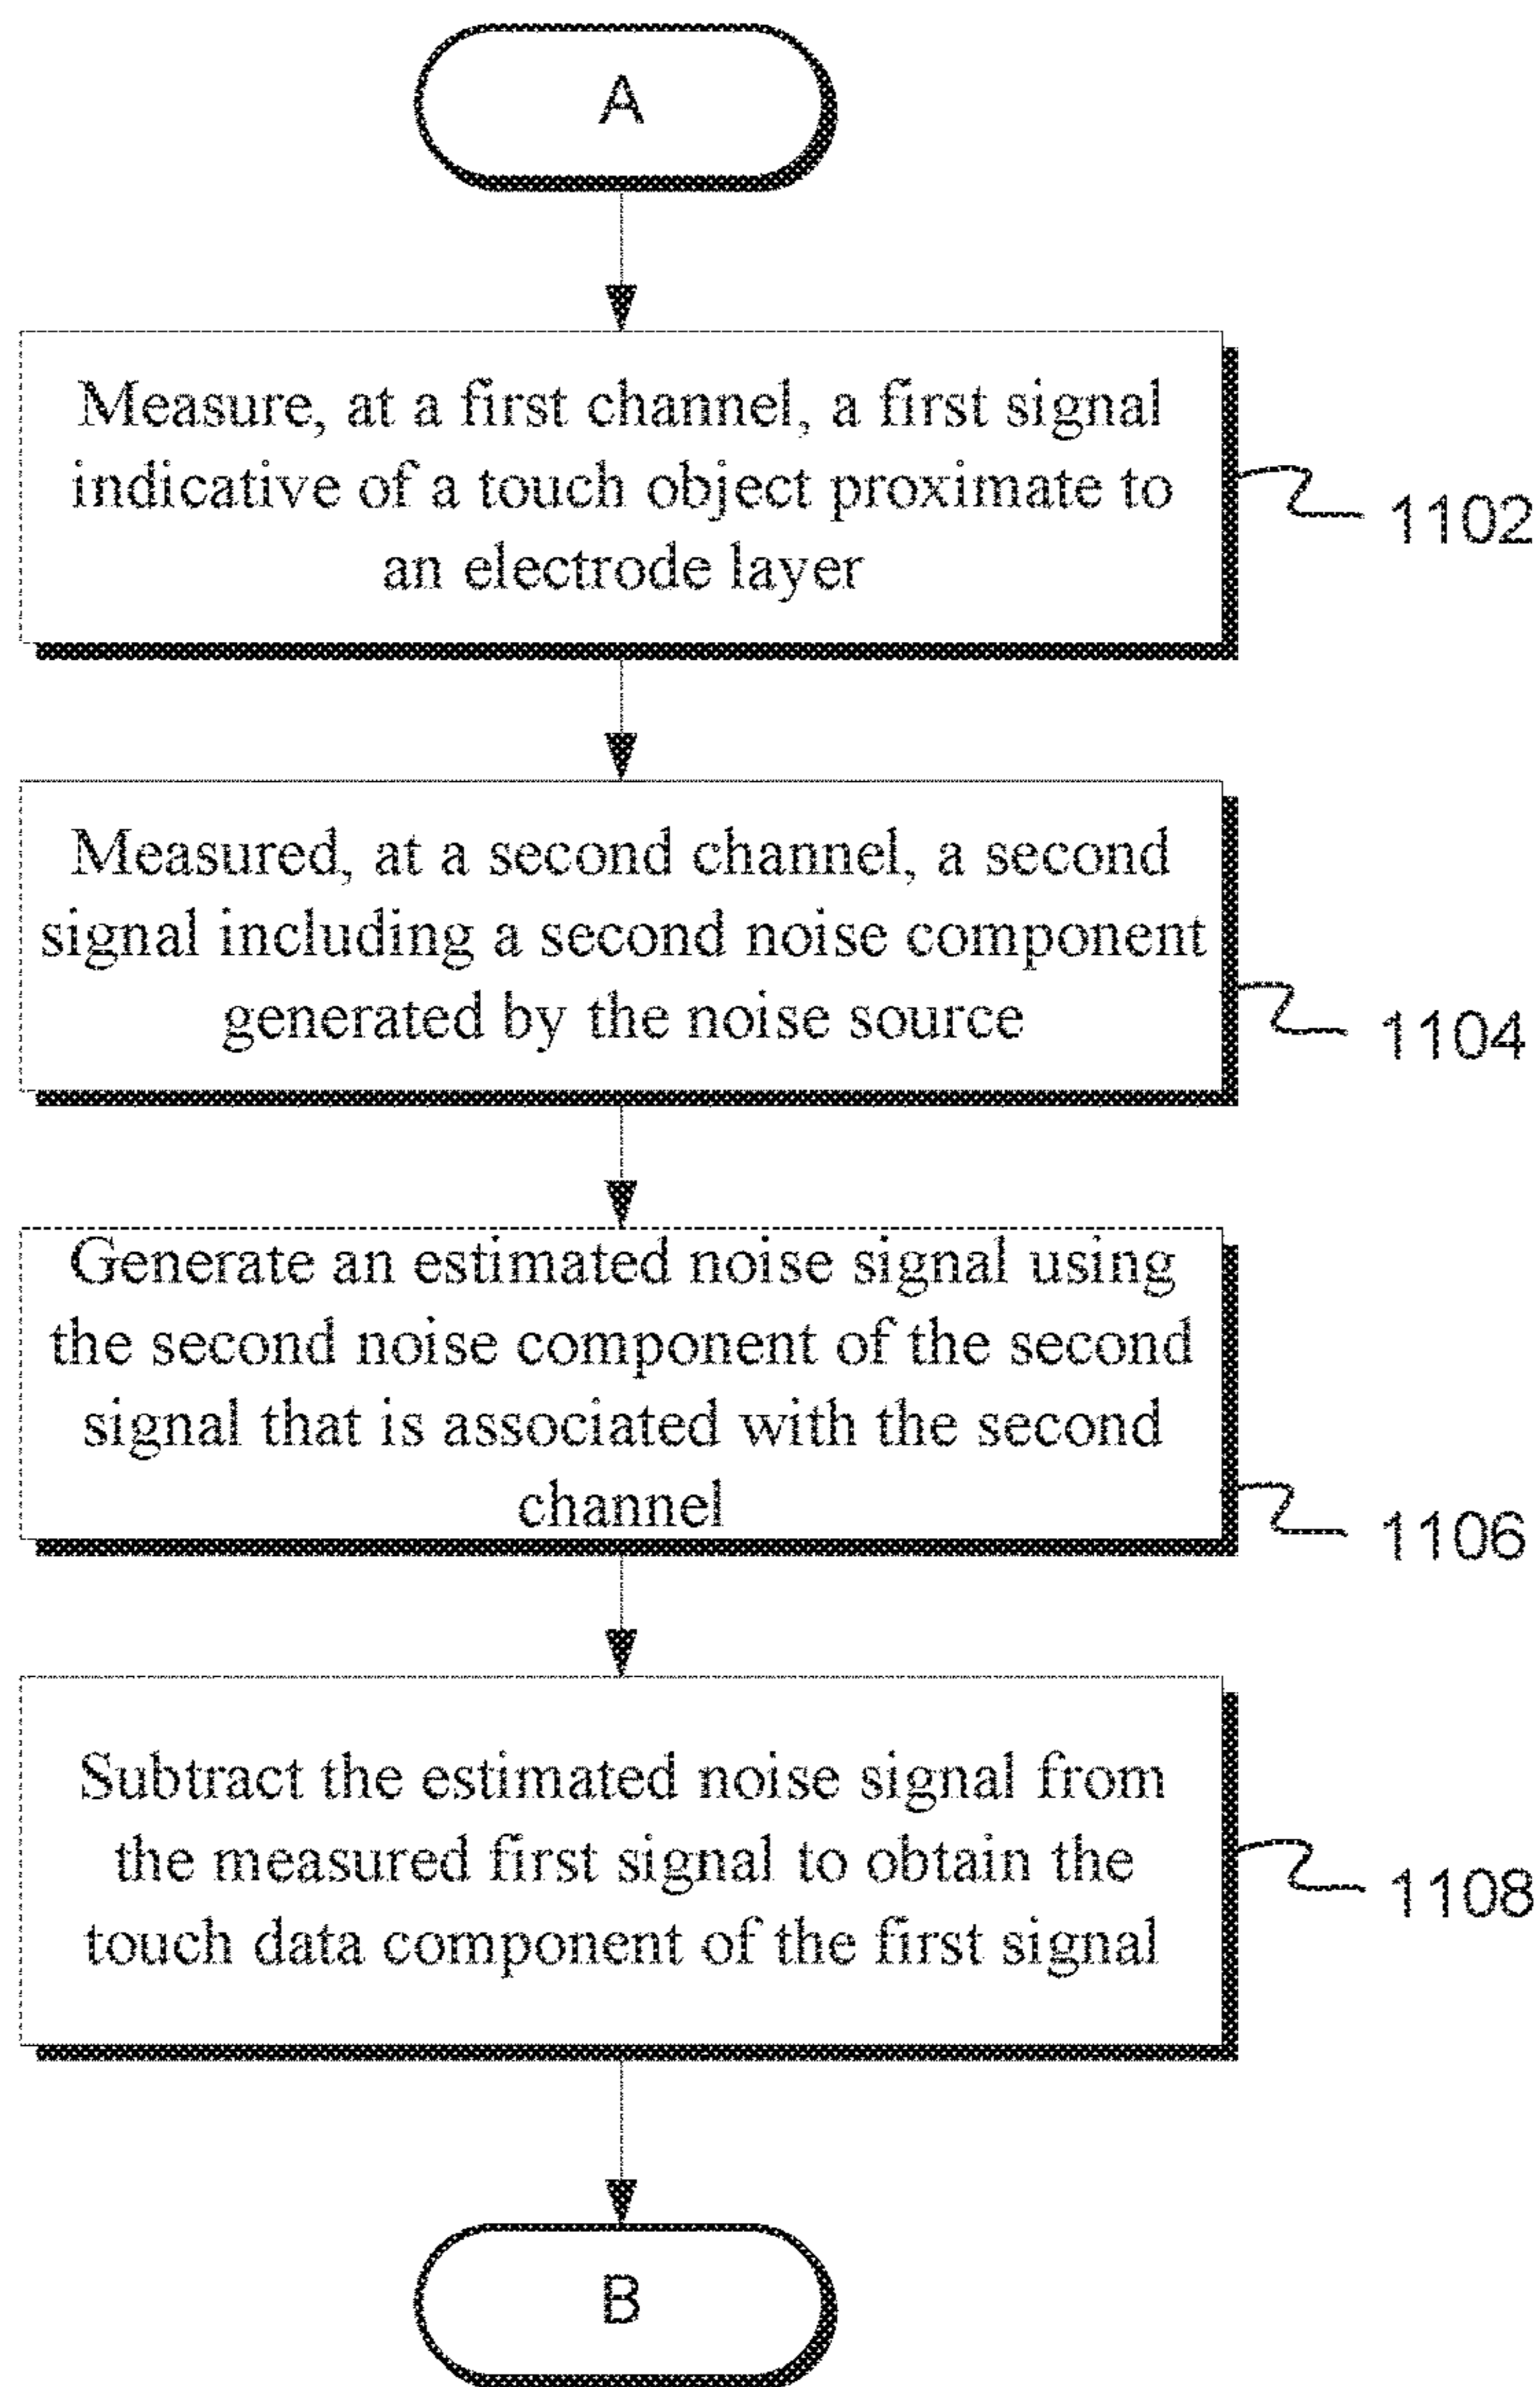 A
Measure, at a first channel, a first signal
indicative of a touch object proximate to
an electrode layer
1102
Measured, at a second channel, a second
signal including a second noise component
generated by the noise source
1104
Generate an estimated noise signal using
the second noise component of the second
signal that is associated with the second
channel
1106
Subtract the estimated noise signal from
the measured first signal to obtain the
touch data component of the first signal
1108
B